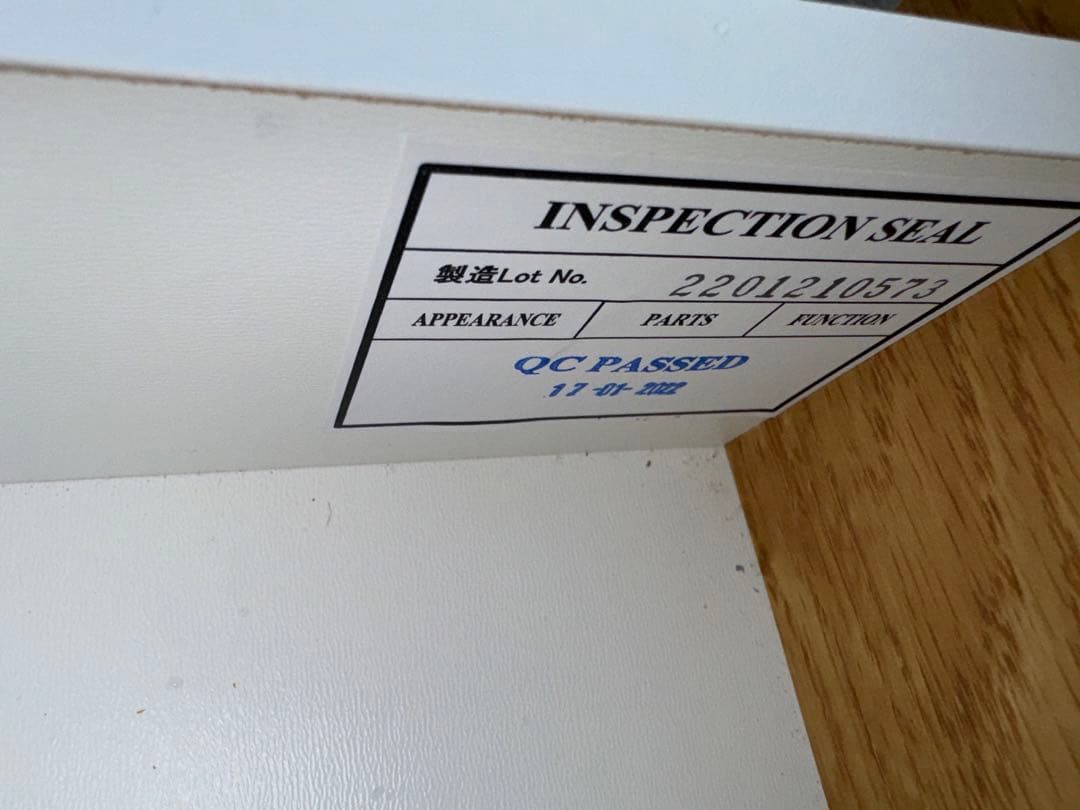 INSPECTION SEAL
製造Lot No. 2201210573
APPEARANCE PARTS FUNCTION
QC PASSED
17-01-2022